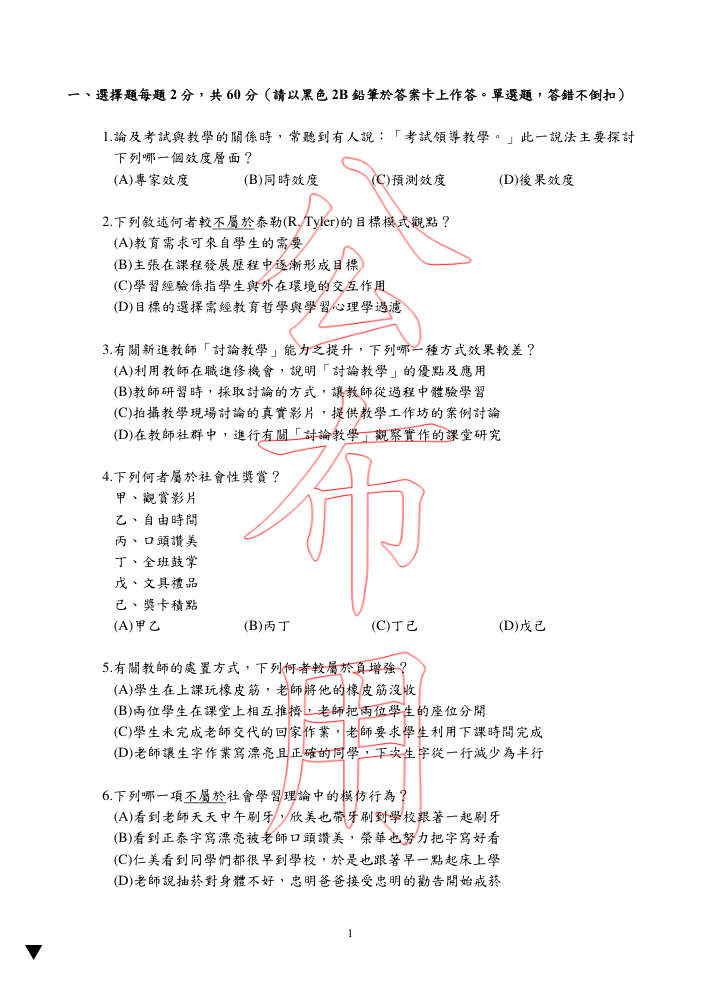 一、選擇題每題 2 分，共 60 分（請以黑色 2B 鉛筆於答案卡上作答。單選題，答錯不倒扣）
1.論及考試與教學的關係時，常聽到有人說：「考試領導教學。」此一說法主要探討
下列哪一個效度層面？
(A)專家效度 (B)同時效度 (C)預測效度 (D)後果效度
2.下列敘述何者較不屬於泰勒(R. Tyler)的目標模式觀點？
(A)教育需求可來自學生的需要
(B)主張在課程發展歷程中逐漸形成目標
(C)學習經驗係指學生與外在環境的交互作用
(D)目標的選擇需經教育哲學與學習心理學過濾
3.有關新進教師「討論教學」能力之提升，下列哪一種方式效果較差？
(A)利用教師在職進修機會，說明「討論教學」的優點及應用
(B)教師研習時，採取討論的方式，讓教師從過程中體驗學習
(C)拍攝教學現場討論的真實影片，提供教學工作坊的案例討論
(D)在教師社群中，進行有關「討論教學」觀察實作的課堂研究
4.下列何者屬於社會性獎賞？
甲、觀賞影片
乙、自由時間
丙、口頭讚美
丁、全班鼓掌
戊、文具禮品
己、獎卡積點
(A)甲乙 (B)丙丁 (C)丁己 (D)戊己
5.有關教師的處置方式，下列何者較屬於負增強？
(A)學生在上課玩橡皮筋，老師將他的橡皮筋沒收
(B)兩位學生在課堂上相互推擠，老師把兩位學生的座位分開
(C)學生未完成老師交代的回家作業，老師要求學生利用下課時間完成
(D)老師讓生字作業寫漂亮且正確的同學，下次生字從一行減少為半行
6.下列哪一項不屬於社會學習理論中的模仿行為？
(A)看到老師天天中午刷牙，欣美也帶牙刷到學校跟著一起刷牙
(B)看到正泰字寫漂亮被老師口頭讚美，榮華也努力把字寫好看
(C)仁美看到同學們都很早到學校，於是也跟著早一點起床上學
(D)老師說抽菸對身體不好，忠明爸爸接受忠明的勸告開始戒菸
公布用
1